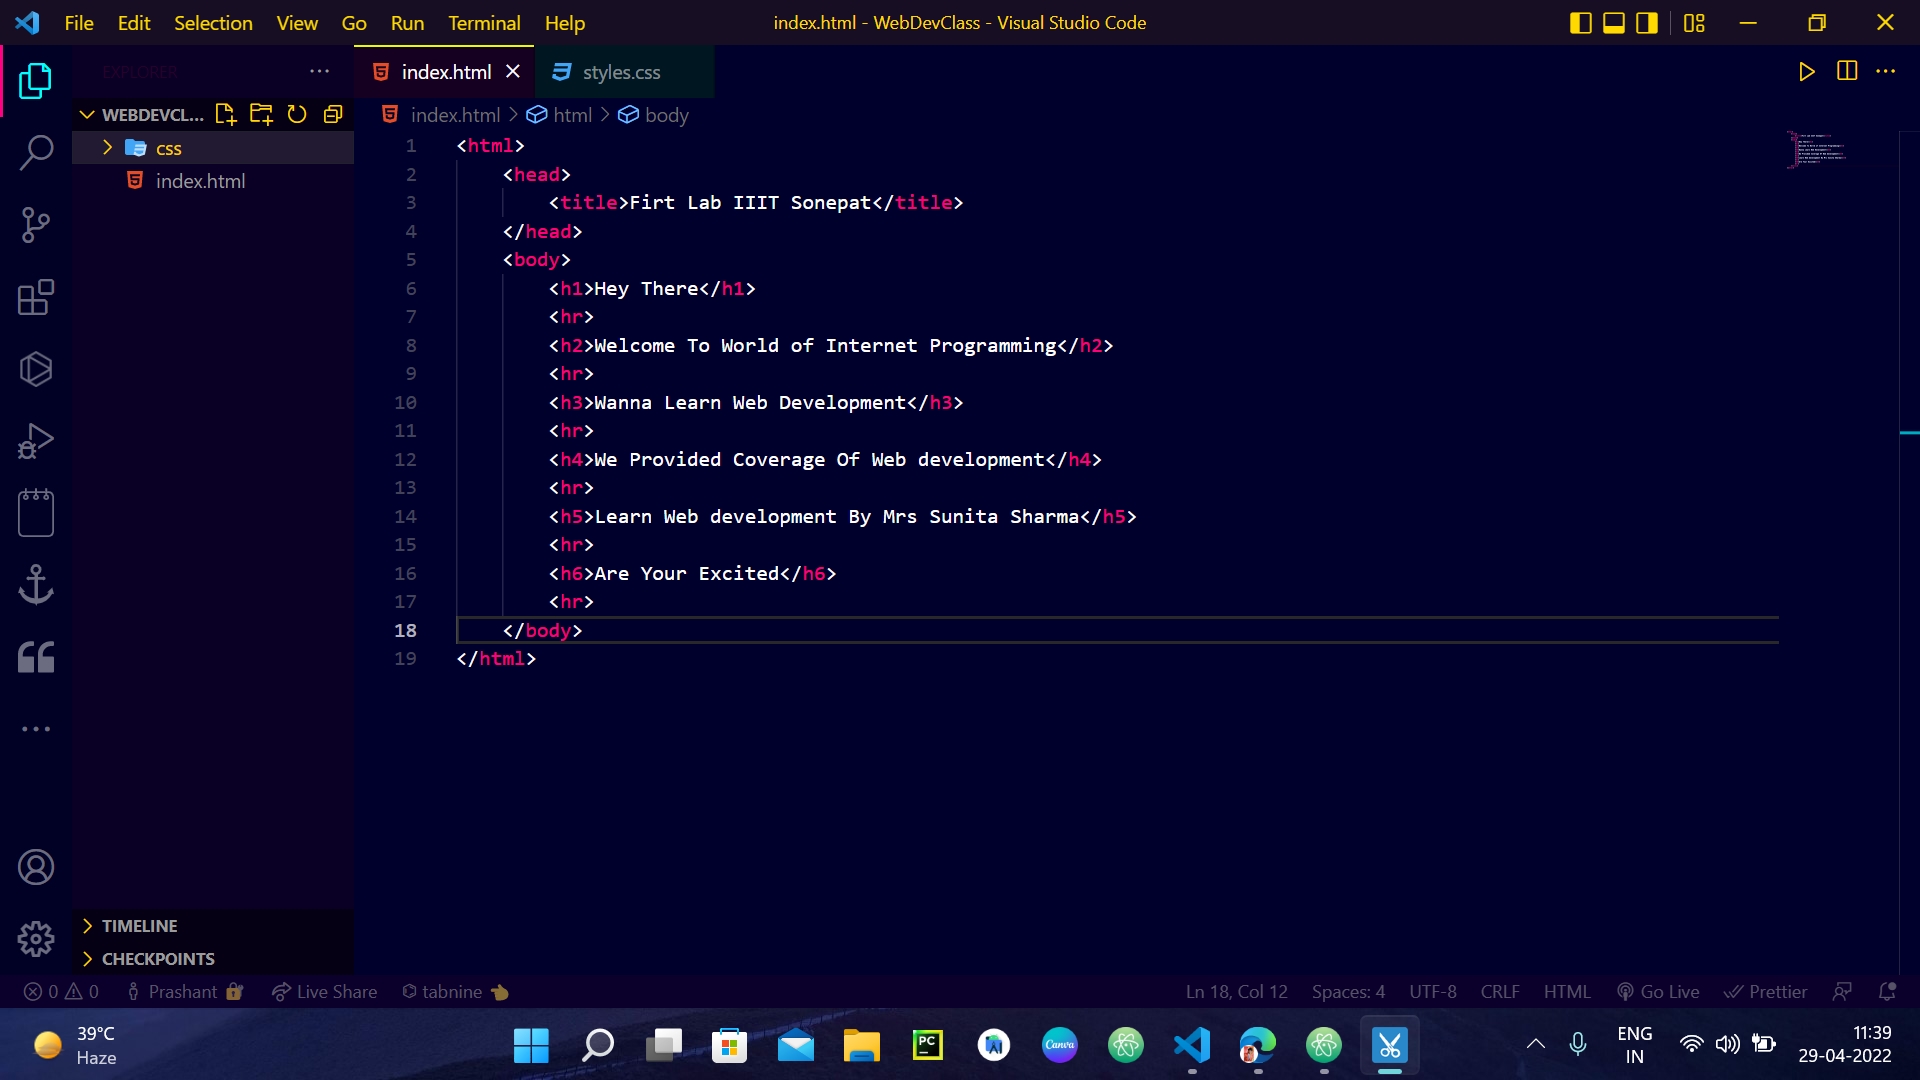 File Edit Selection View Go Run Terminal Help
index.html - WebDevClass - Visual Studio Code
EXPLORER
index.html
styles.css
WEBDEVCL...
index.html > html > body
css
index.html
1 <html>
2 <head>
3 <title>Firt Lab IIIT Sonepat</title>
4 </head>
5 <body>
6 <h1>Hey There</h1>
7 <hr>
8 <h2>Welcome To World of Internet Programming</h2>
9 <hr>
10 <h3>Wanna Learn Web Development</h3>
11 <hr>
12 <h4>We Provided Coverage Of Web development</h4>
13 <hr>
14 <h5>Learn Web development By Mrs Sunita Sharma</h5>
15 <hr>
16 <h6>Are Your Excited</h6>
17 <hr>
18 </body>
19 </html>
TIMELINE
CHECKPOINTS
0 0 Prashant Live Share tabnine
Ln 18, Col 12 Spaces: 4 UTF-8 CRLF HTML Go Live Prettier
39°C
Haze
PC
Canva
ENG
IN
11:39
29-04-2022